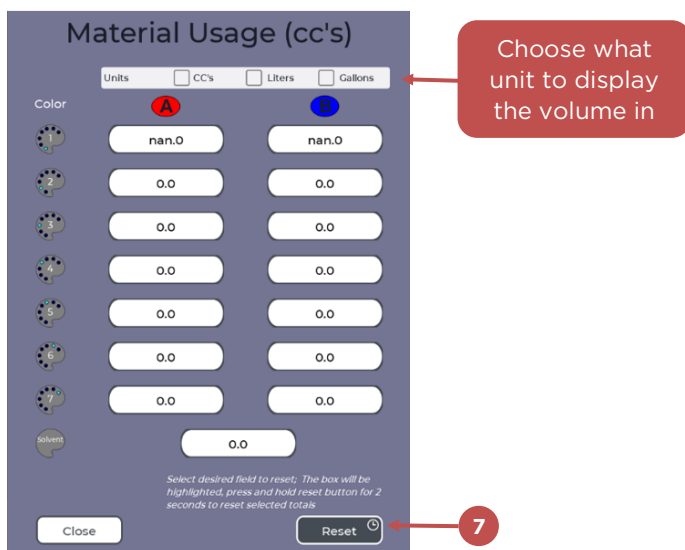 Material Usage (cc's)
Units CC's Liters Gallons
Choose what
unit to display
the volume in
Color A B
1 nan.0 nan.0
2 0.0 0.0
3 0.0 0.0
4 0.0 0.0
5 0.0 0.0
6 0.0 0.0
7 0.0 0.0
Solvent 0.0
Select desired field to reset; The box will be
highlighted, press and hold reset button for 2
seconds to reset selected totals
Close Reset 7